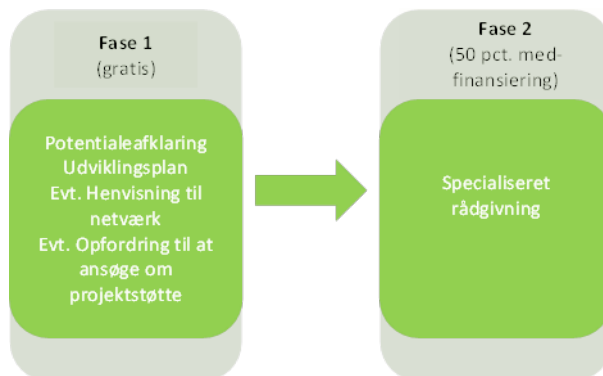 Fase 1
(gratis)
Potentialeafklaring
Udviklingsplan
Evt. Henvisning til
netværk
Evt. Opfordring til at
ansøge om
projektstøtte
Fase 2
(50 pct. med-
finansiering)
Specialiseret
rådgivning